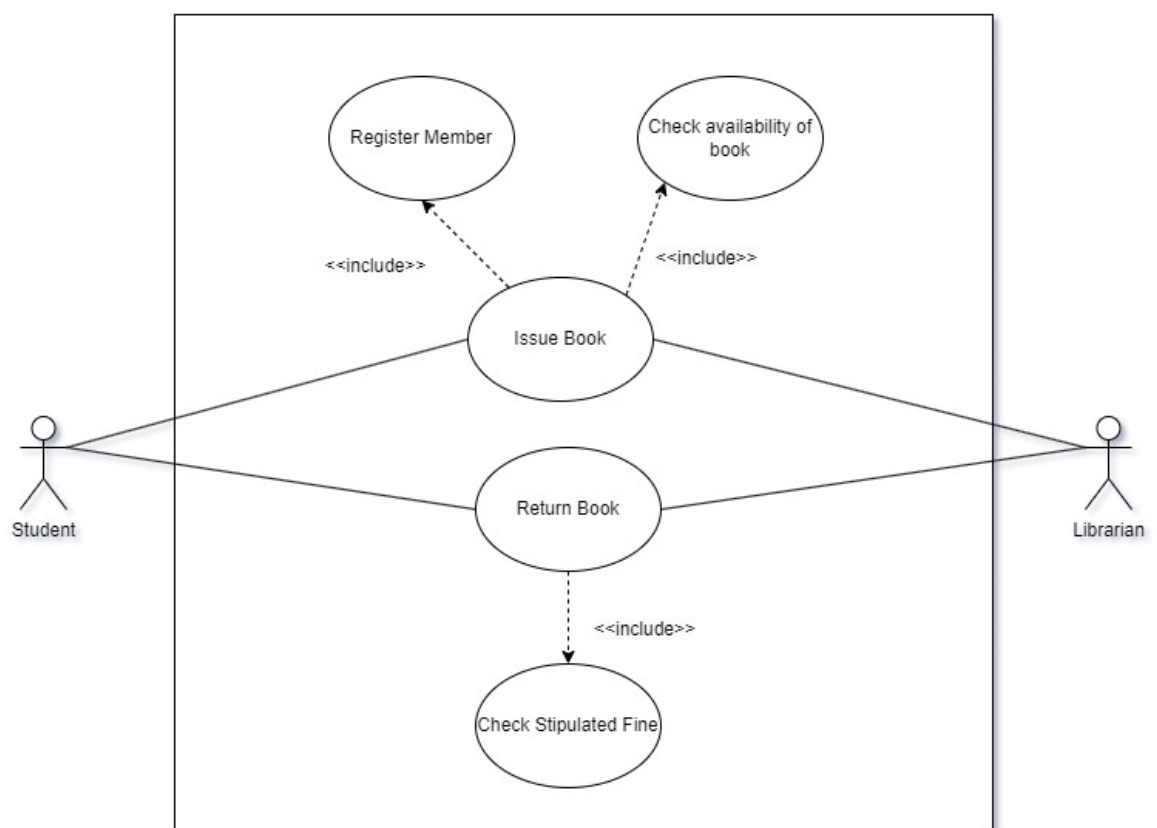 Register Member
Check availability of
book
<<include>>
<<include>>
Issue Book
Return Book
Student
Librarian
<<include>>
Check Stipulated Fine